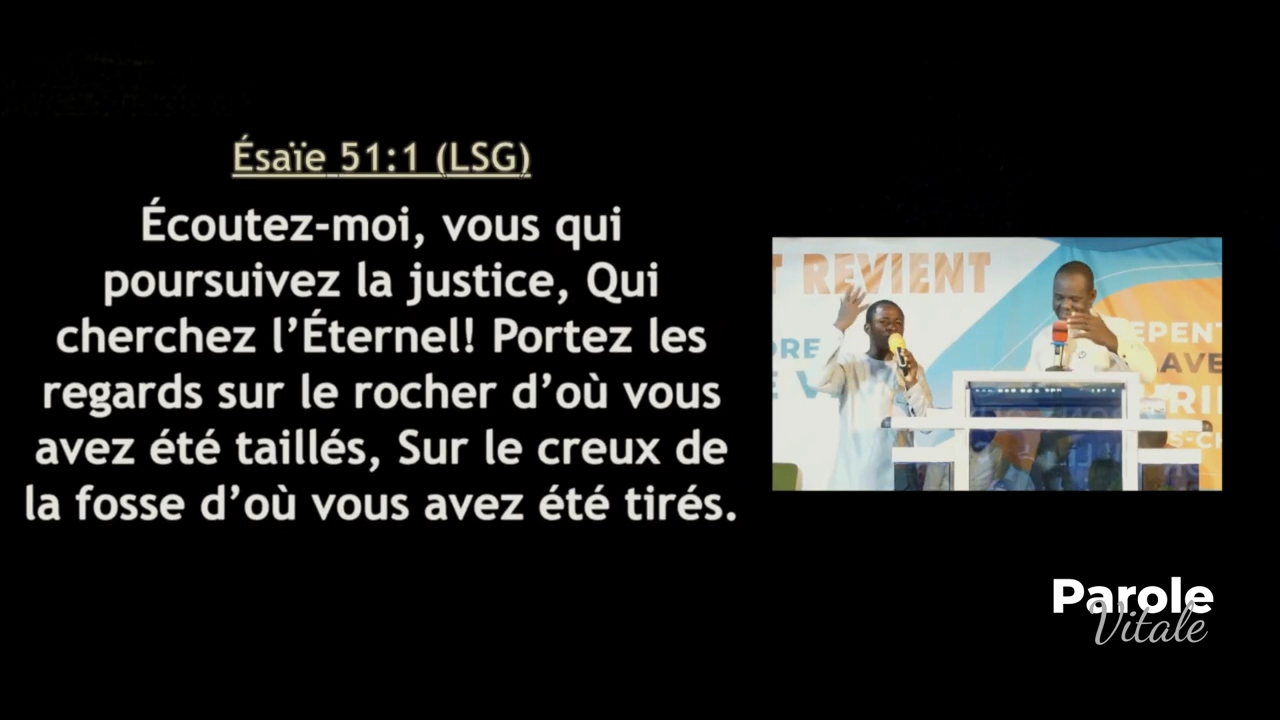 Ésaïe 51:1 (LSG)
Écoutez-moi, vous qui
poursuivez la justice, Qui
cherchez l’Éternel! Portez les
regards sur le rocher d’où vous
avez été taillés, Sur le creux de
la fosse d’où vous avez été tirés.
T REVIENT
EPENT
AVE
Parole
Vitale